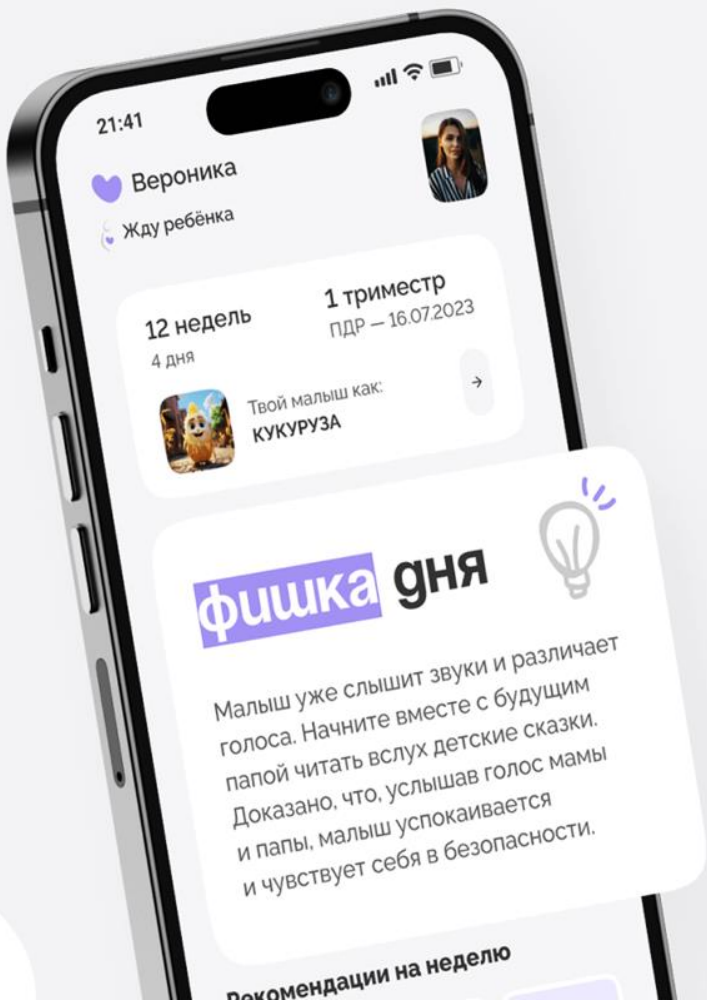 21:41
Вероника
Жду ребёнка
12 недель
4 дня
1 триместр
ПДР — 16.07.2023
Твой малыш как:
КУКУРУЗА
фишка дня
Малыш уже слышит звуки и различает
голоса. Начните вместе с будущим
папой читать вслух детские сказки.
Доказано, что, услышав голос мамы
и папы, малыш успокаивается
и чувствует себя в безопасности.
Рекомендации на неделю